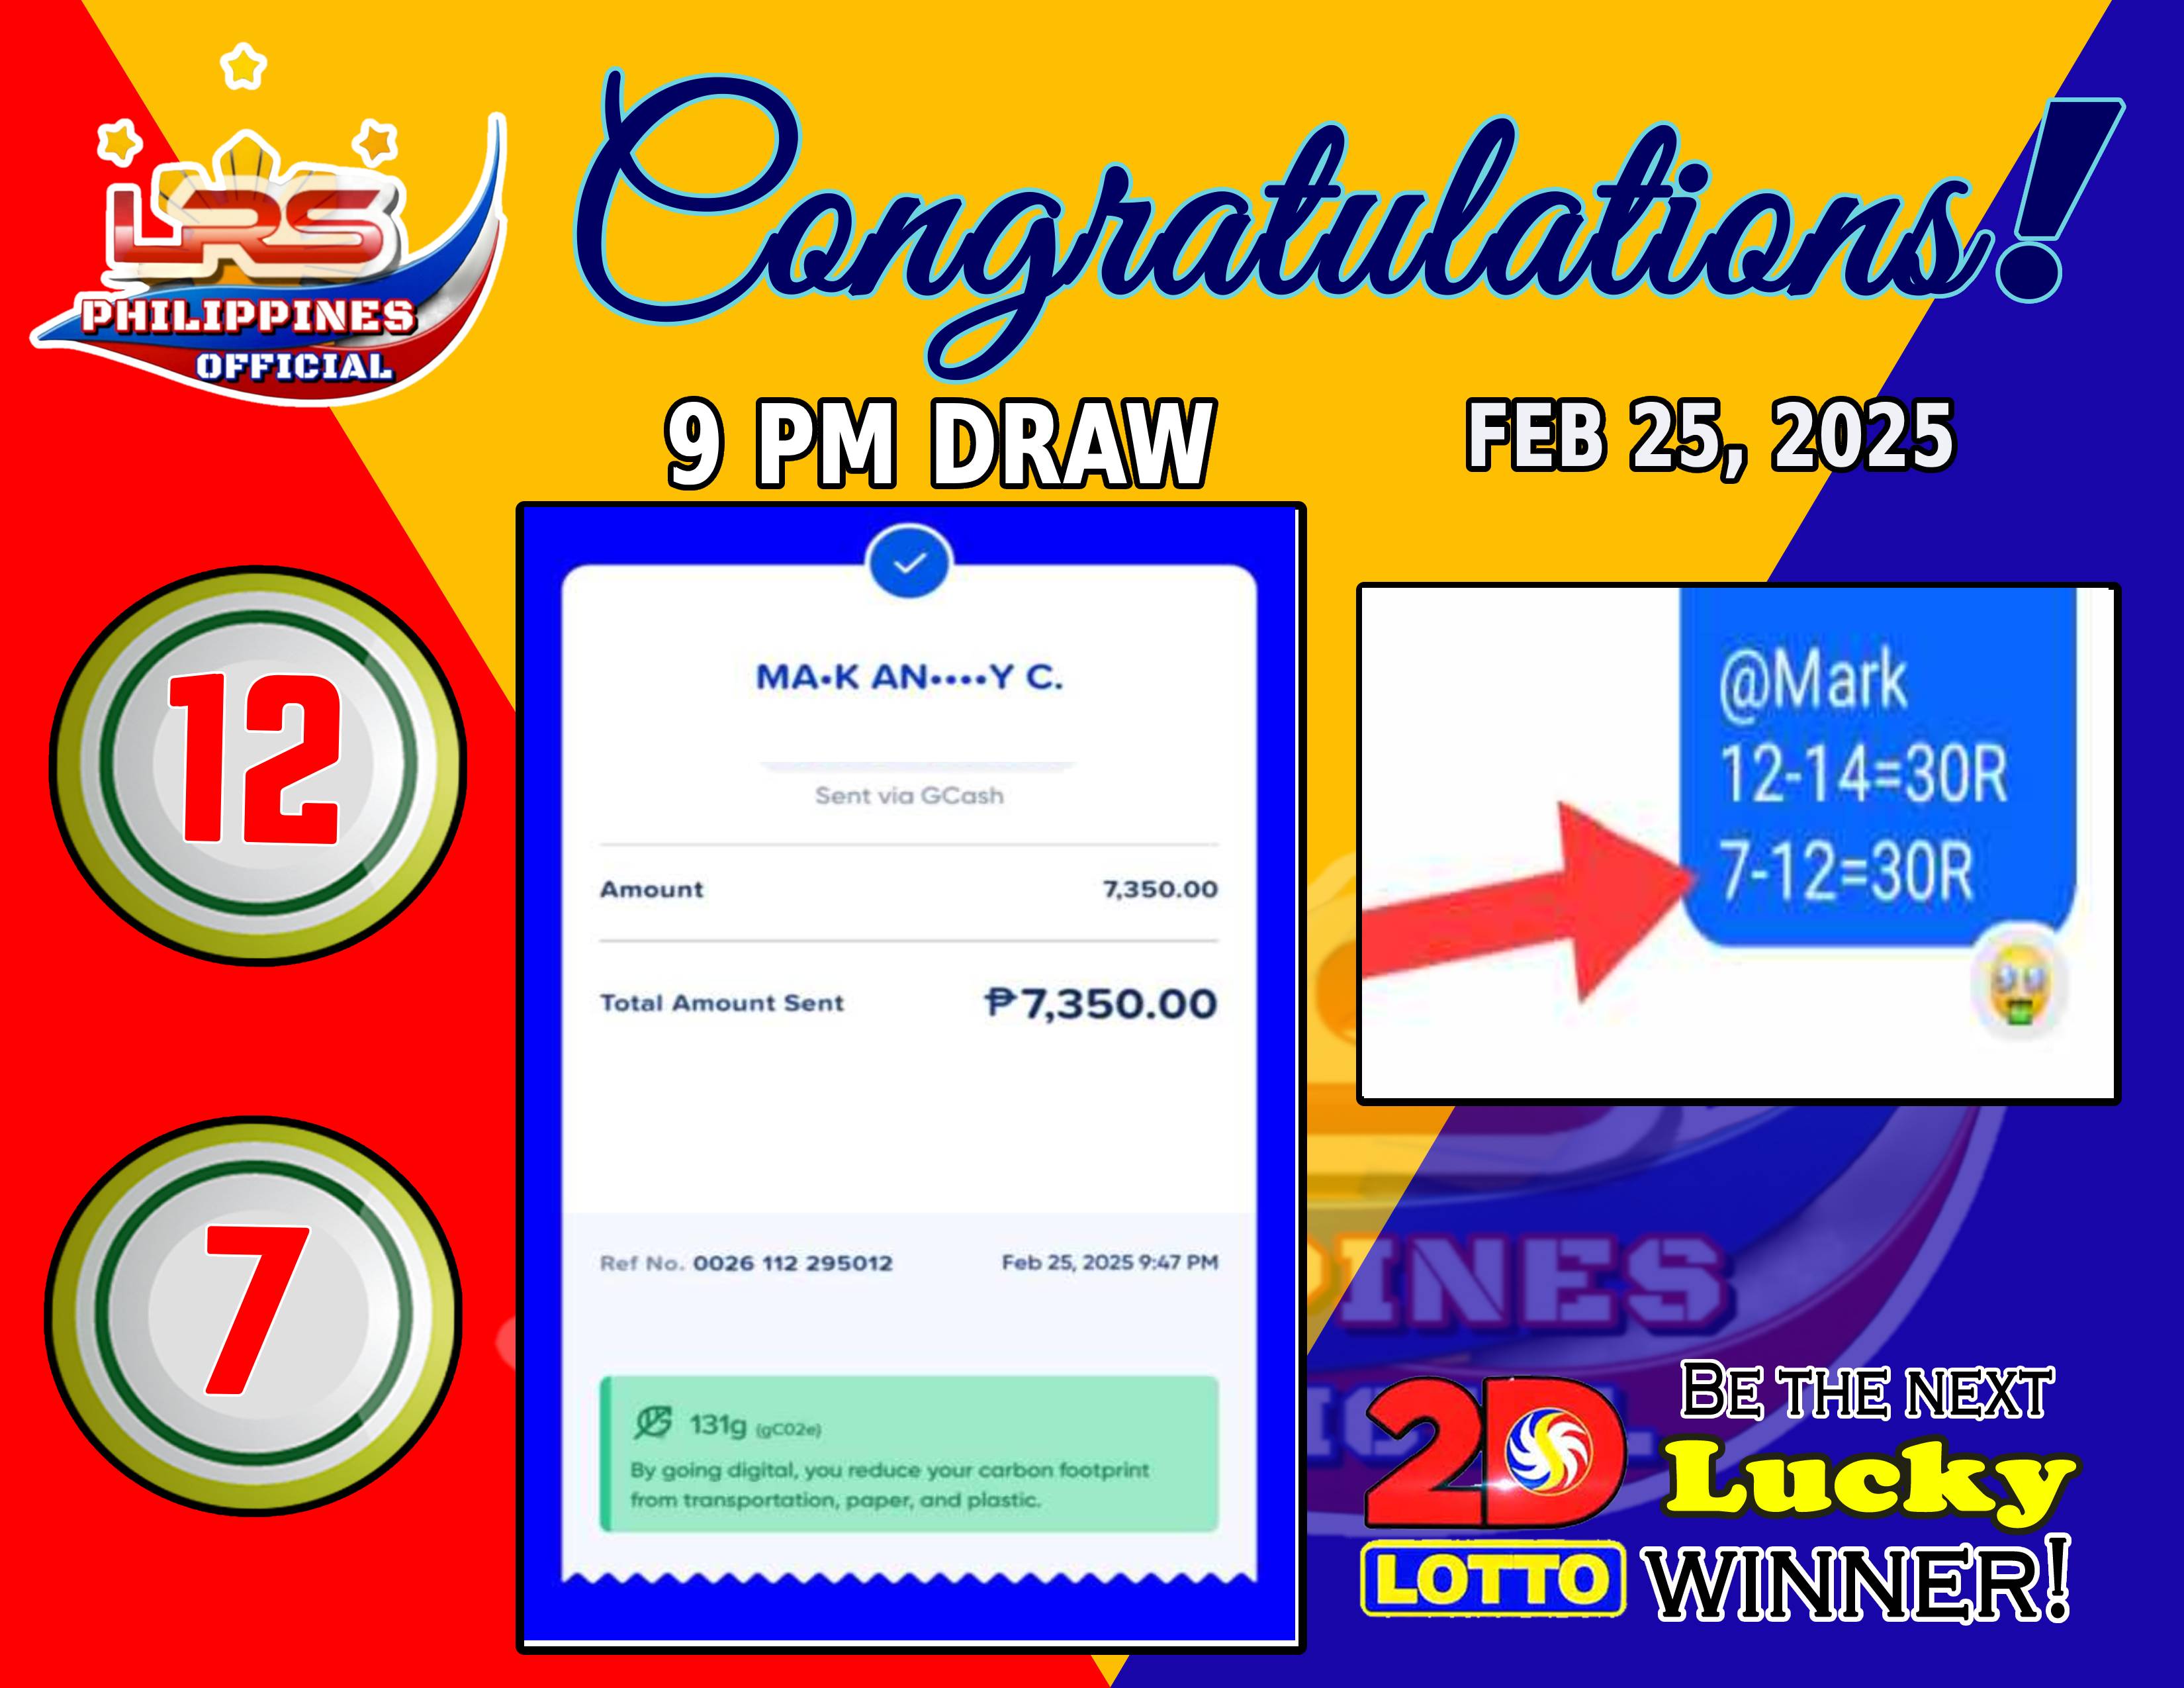 LRS
PHILIPPINES
OFFICIAL
Congratulations!
9 PM DRAW
FEB 25, 2025
12
7
MA•K AN••••Y C.
Sent via GCash
Amount 7,350.00
Total Amount Sent ₱7,350.00
Ref No. 0026 112 295012 Feb 25, 2025 9:47 PM
131g (gC02e)
By going digital, you reduce your carbon footprint
from transportation, paper, and plastic.
@Mark
12-14=30R
7-12=30R
PINES
2D
LOTTO
BE THE NEXT
Lucky
WINNER!